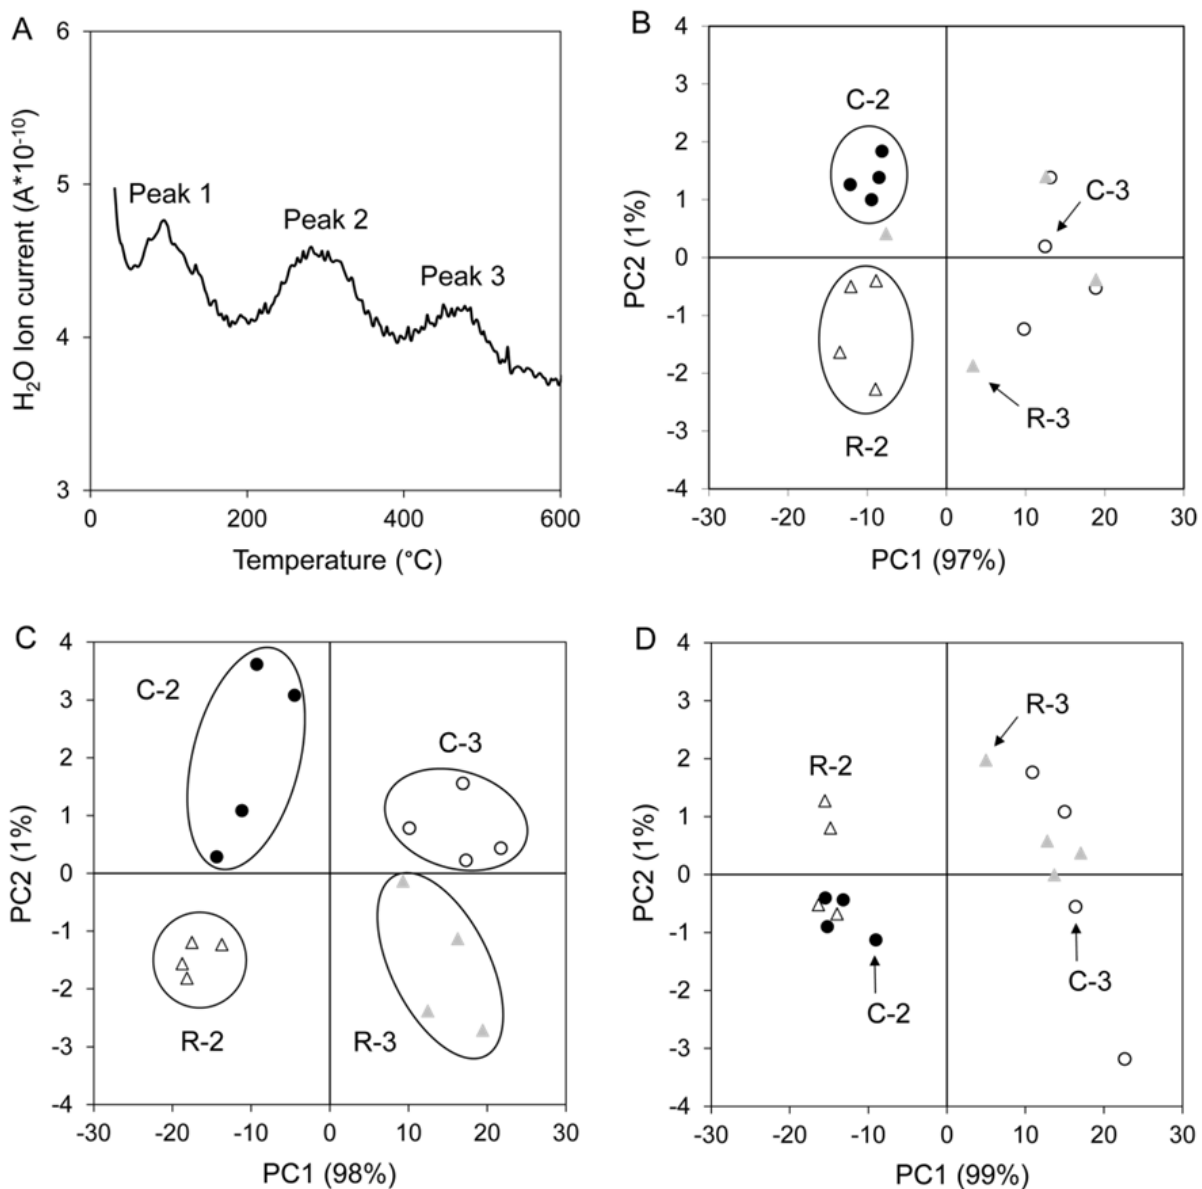 A
6
5
4
3
H₂O Ion current (A*10⁻¹⁰)
Peak 1
Peak 2
Peak 3
0
200
400
600
Temperature (°C)
B
4
3
2
1
0
-1
-2
-3
-4
PC2 (1%)
C-2
C-3
R-3
R-2
-30
-20
-10
0
10
20
30
PC1 (97%)
C
4
3
2
1
0
-1
-2
-3
-4
PC2 (1%)
C-2
C-3
R-2
R-3
-30
-20
-10
0
10
20
30
PC1 (98%)
D
4
3
2
1
0
-1
-2
-3
-4
PC2 (1%)
R-3
R-2
C-3
C-2
-30
-20
-10
0
10
20
30
PC1 (99%)